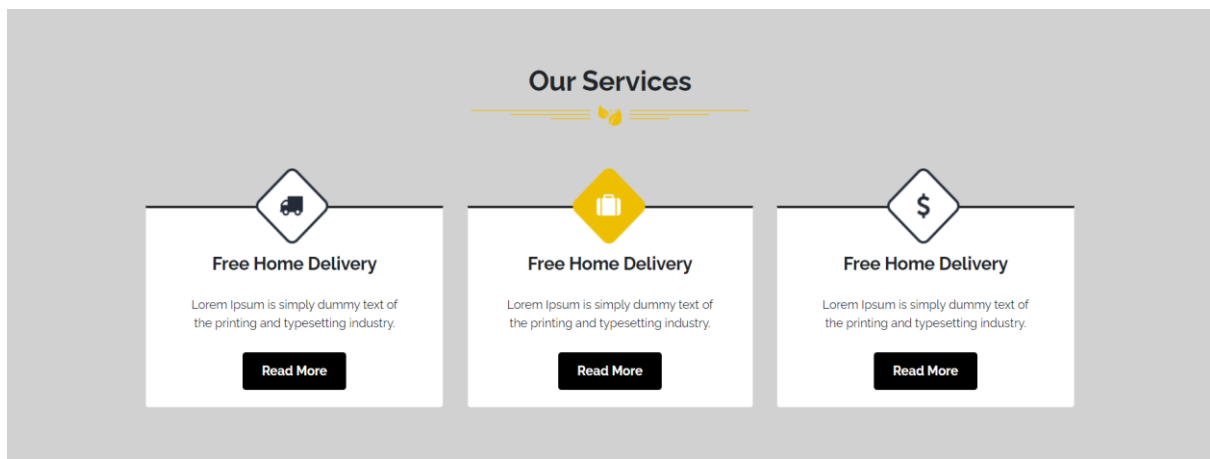 Our Services
Free Home Delivery
Lorem Ipsum is simply dummy text of
the printing and typesetting industry.
Read More
Free Home Delivery
Lorem Ipsum is simply dummy text of
the printing and typesetting industry.
Read More
$
Free Home Delivery
Lorem Ipsum is simply dummy text of
the printing and typesetting industry.
Read More